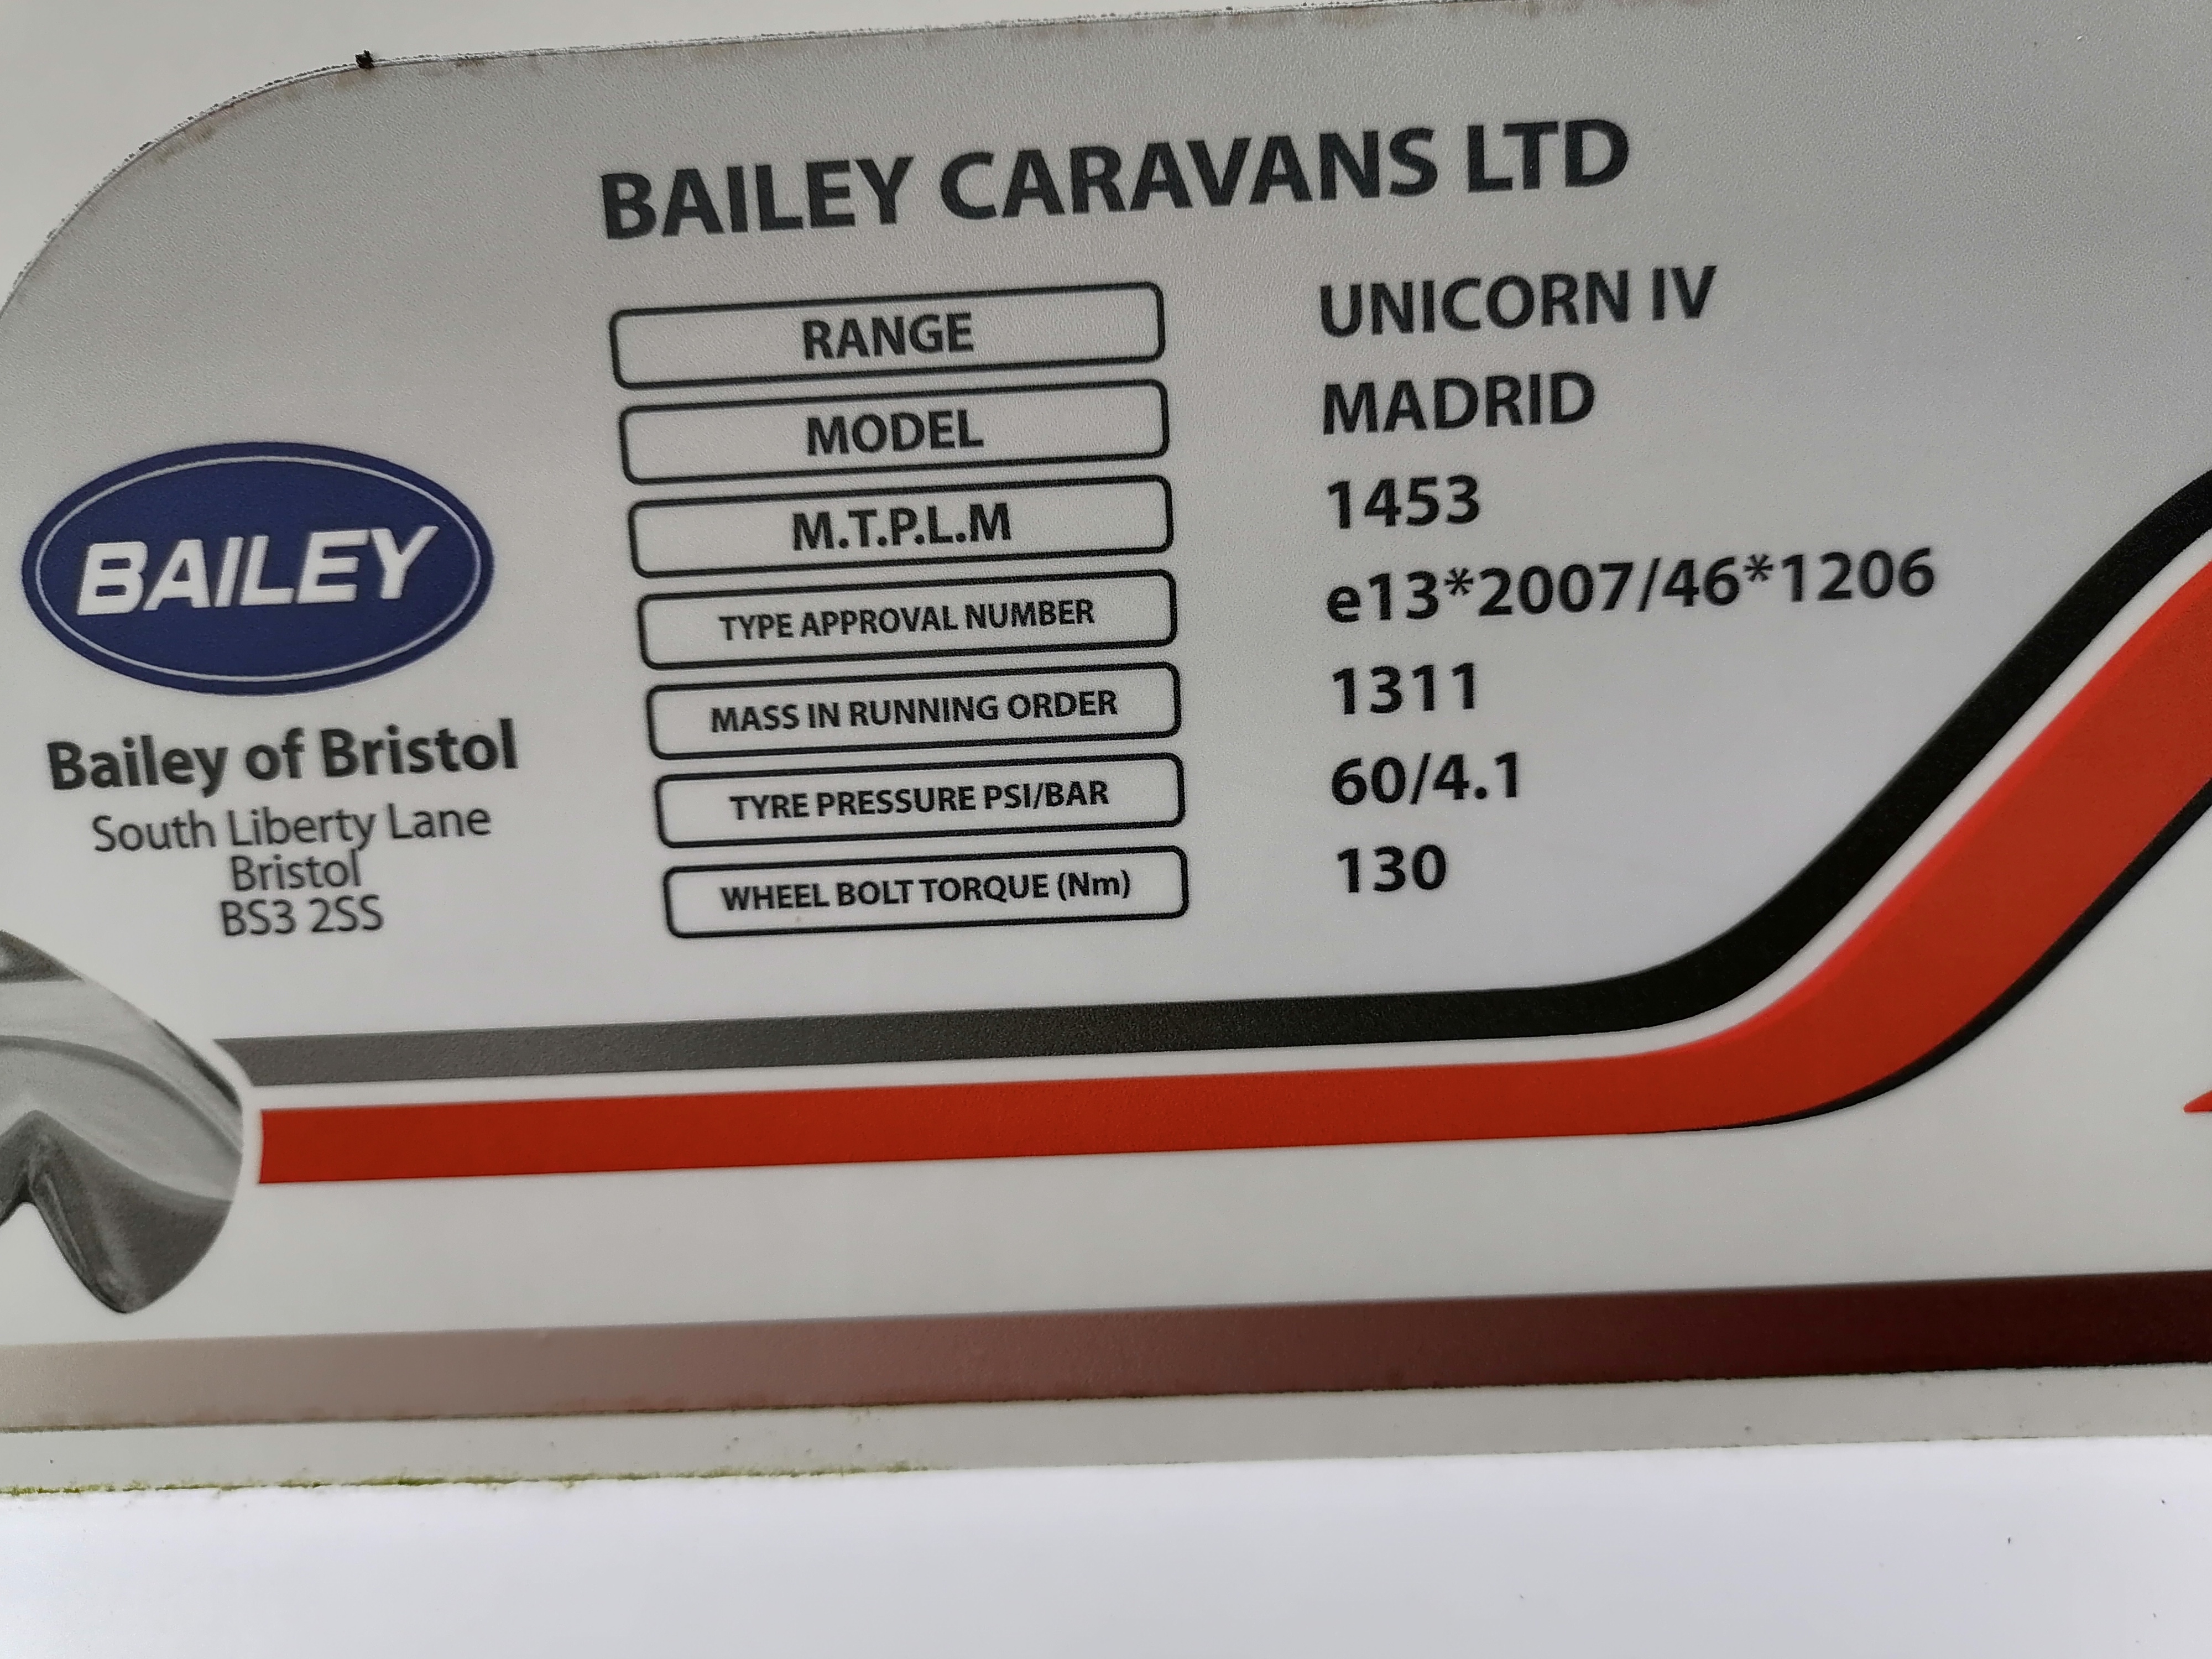 BAILEY CARAVANS LTD
RANGE UNICORN IV
MODEL MADRID
M.T.P.L.M 1453
TYPE APPROVAL NUMBER e13*2007/46*1206
MASS IN RUNNING ORDER 1311
TYRE PRESSURE PSI/BAR 60/4.1
WHEEL BOLT TORQUE (Nm) 130
BAILEY
Bailey of Bristol
South Liberty Lane
Bristol
BS3 2SS